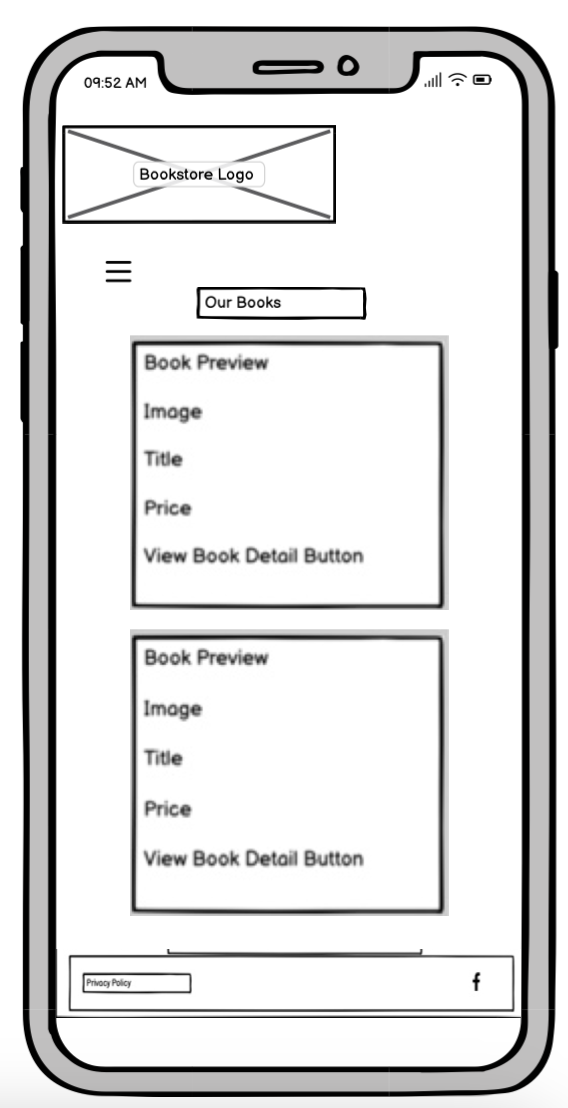 09:52 AM
Bookstore Logo
Our Books
Book Preview
Image
Title
Price
View Book Detail Button
Book Preview
Image
Title
Price
View Book Detail Button
Privacy Policy
f